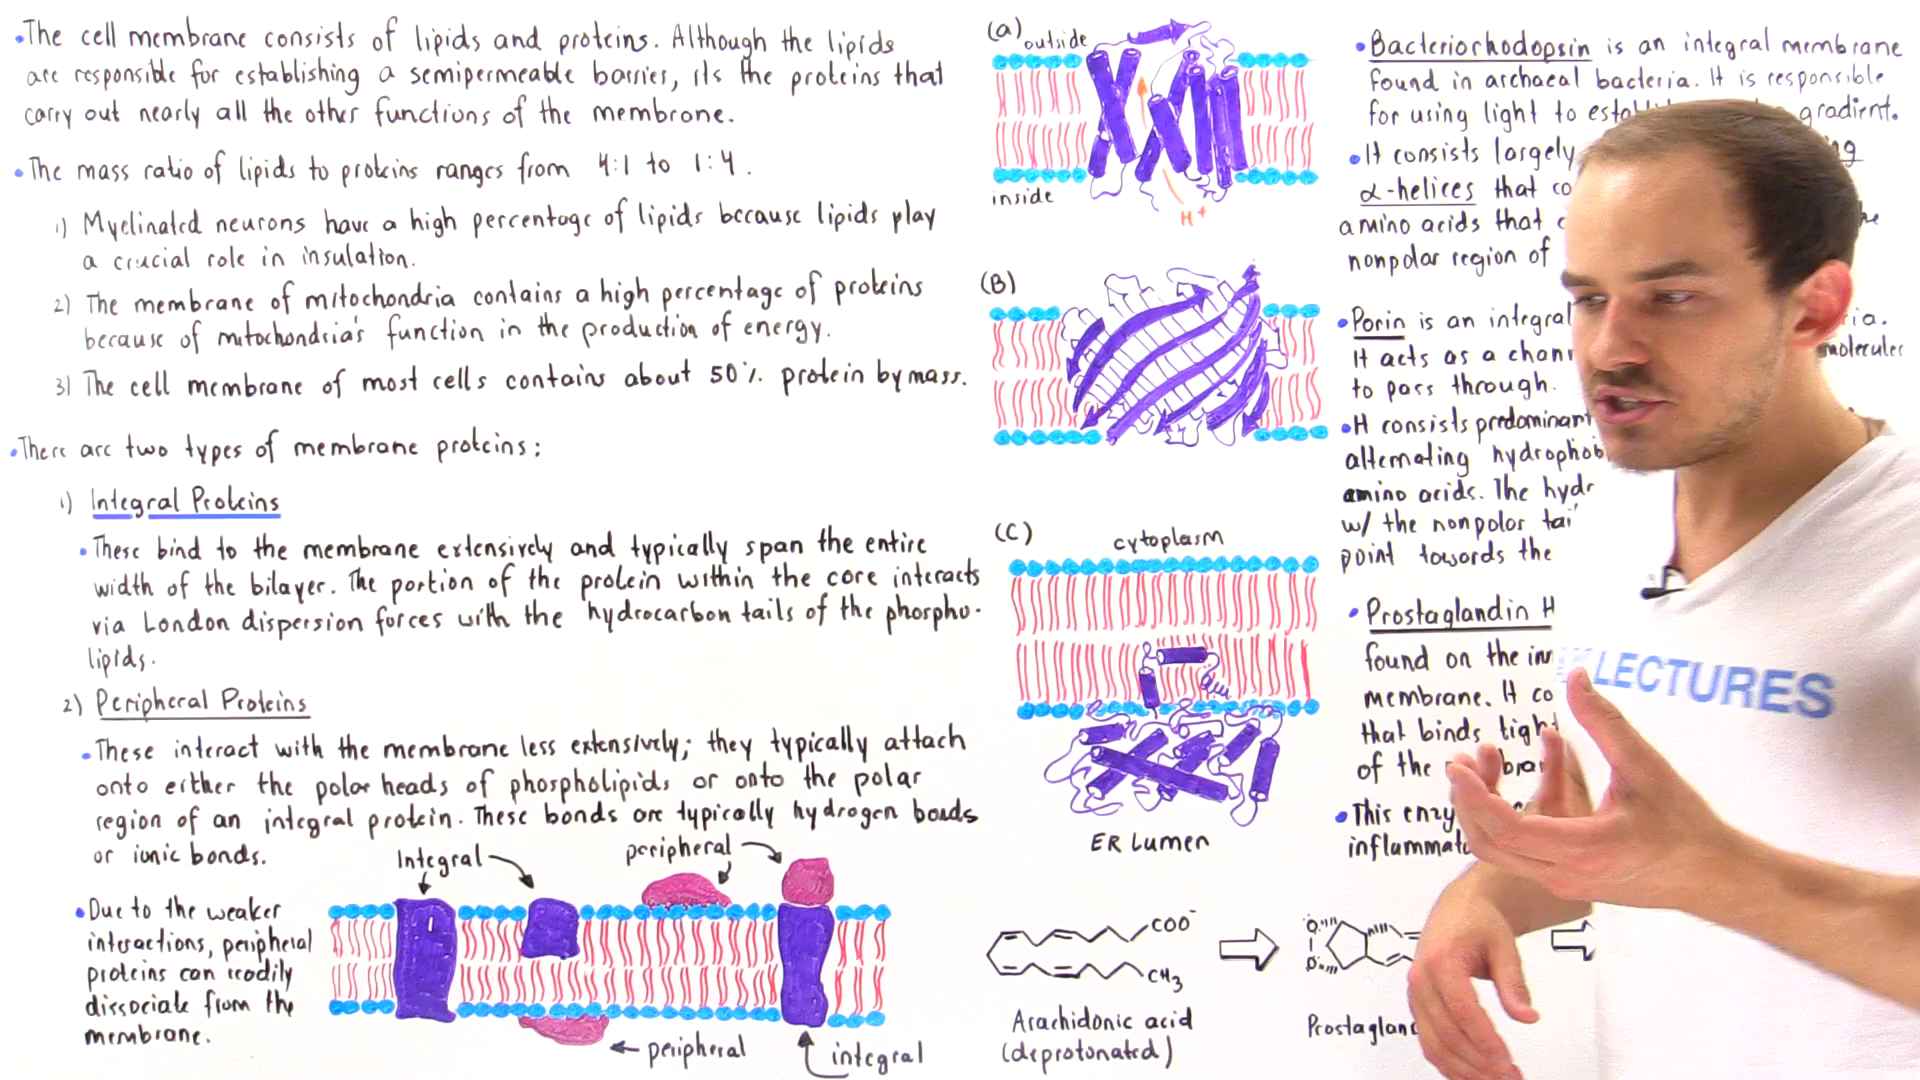 •The cell membrane consists of lipids and proteins. Although the lipids
are responsible for establishing a semipermeable barrier, its the proteins that
carry out nearly all the other functions of the membrane.
•The mass ratio of lipids to proteins ranges from 4:1 to 1:4.
1) Myelinated neurons have a high percentage of lipids because lipids play
a crucial role in insulation.
2) The membrane of mitochondria contains a high percentage of proteins
because of mitochondria's function in the production of energy.
3) The cell membrane of most cells contains about 50% protein by mass.
•There are two types of membrane proteins:
1) Integral Proteins
•These bind to the membrane extensively and typically span the entire
width of the bilayer. The portion of the protein within the core interacts
via London dispersion forces with the hydrocarbon tails of the phospho-
lipids.
2) Peripheral Proteins
•These interact with the membrane less extensively; they typically attach
onto either the polar heads of phospholipids or onto the polar
region of an integral protein. These bonds are typically hydrogen bonds
or ionic bonds.
•Due to the weaker
interactions, peripheral
proteins can readily
dissociate from the
membrane.
Integral
peripheral
peripheral
integral
(a)
outside
inside
H+
(B)
(C)
cytoplasm
ER Lumen
•Bacteriorhodopsin is an integral membrane
found in archaeal bacteria. It is responsible
for using light to gradient.
•It consists largely
α-helices that
amino acids that
nonpolar region of
•Porin is an integral
It acts as a molecules
to pass through.
•It consists
alternating
amino acids. The
w/ the nonpolar
point towards the
•Prostaglandin H
found on the
membrane. It
that binds
of the
•This
COO-
CH3
Arachidonic acid
(deprotonated)
O
O
LECTURES